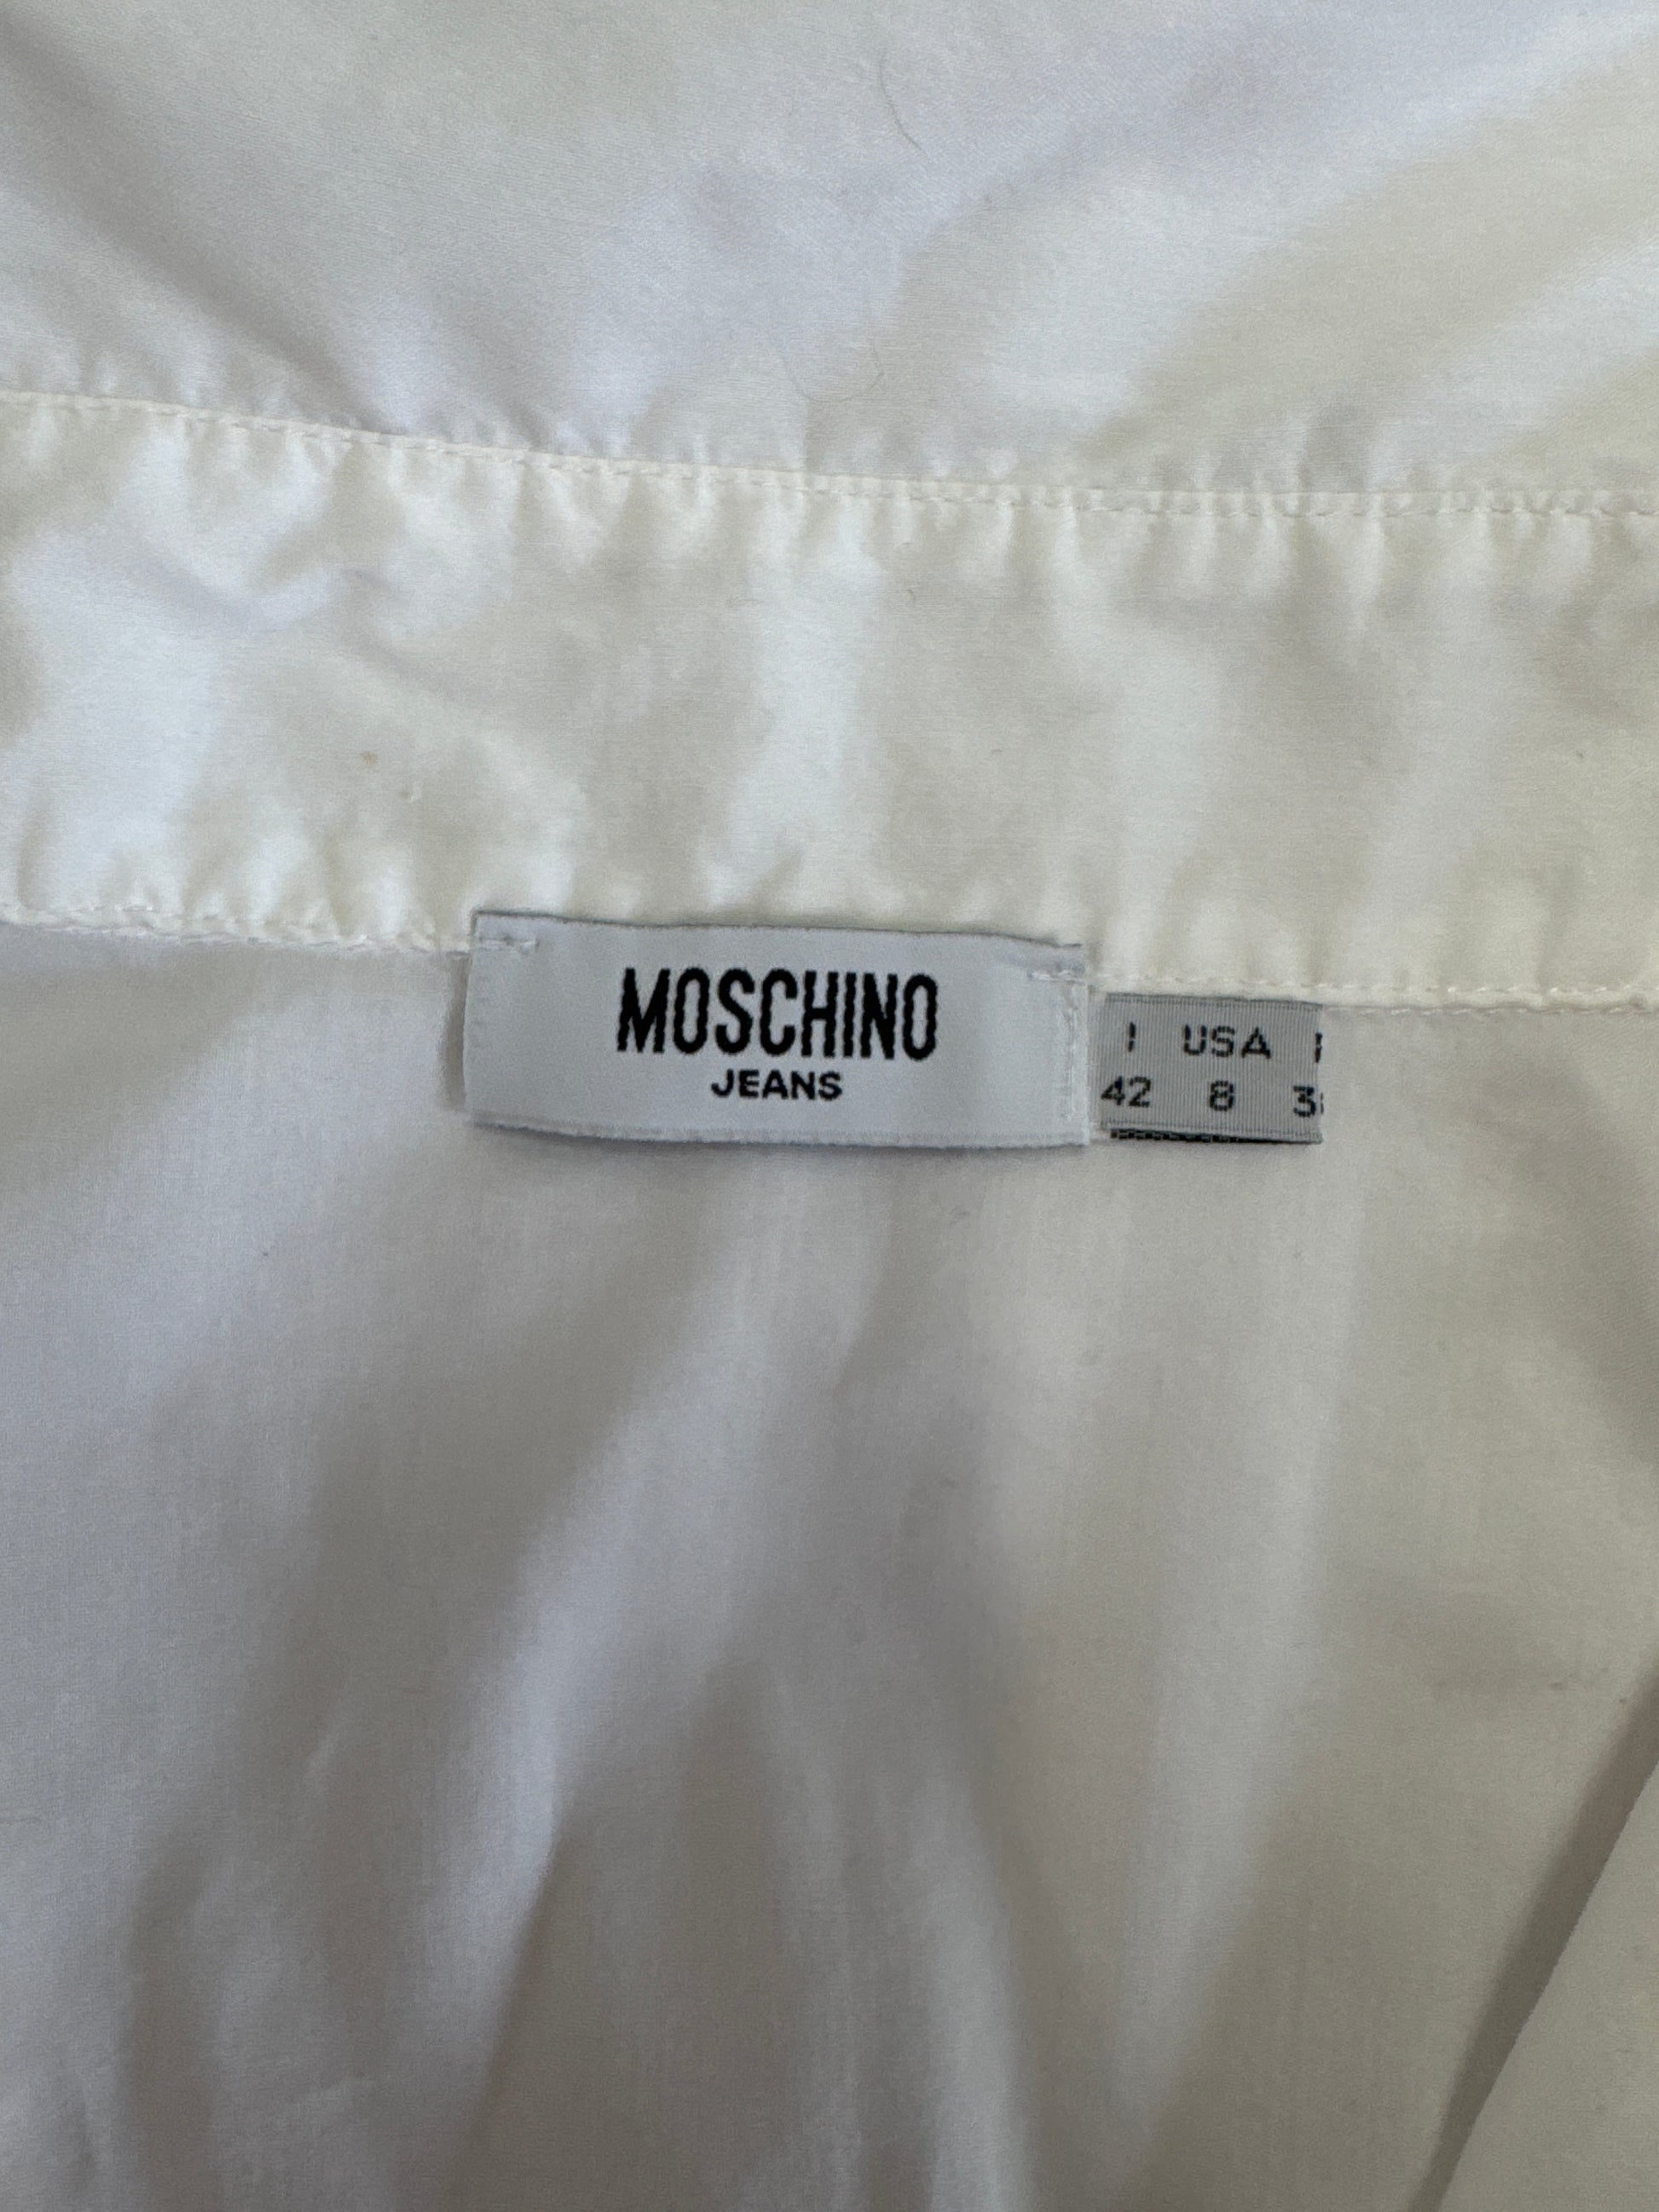 MOSCHINO
JEANS
I USA
42 8